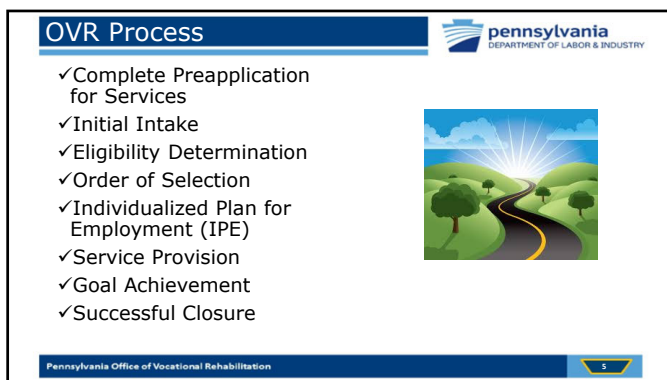 OVR Process
pennsylvania
DEPARTMENT OF LABOR & INDUSTRY
✓Complete Preapplication
for Services
✓Initial Intake
✓Eligibility Determination
✓Order of Selection
✓Individualized Plan for
Employment (IPE)
✓Service Provision
✓Goal Achievement
✓Successful Closure
Pennsylvania Office of Vocational Rehabilitation
5